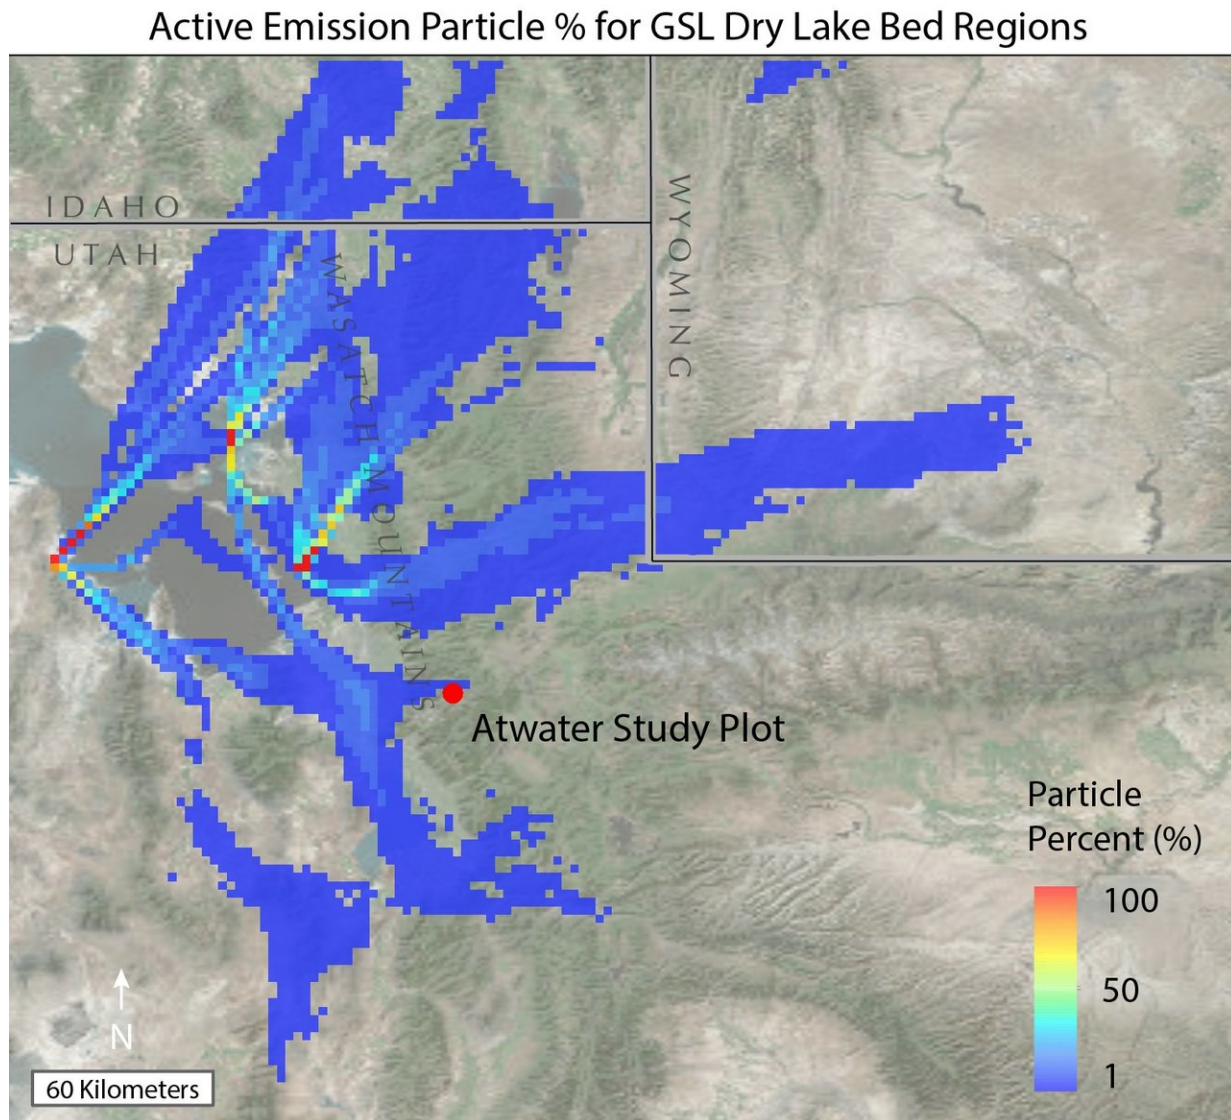 Active Emission Particle % for GSL Dry Lake Bed Regions
IDAHO
UTAH
WYOMING
WASATCH MOUNTAINS
Atwater Study Plot
Particle
Percent (%)
100
50
1
N
60 Kilometers